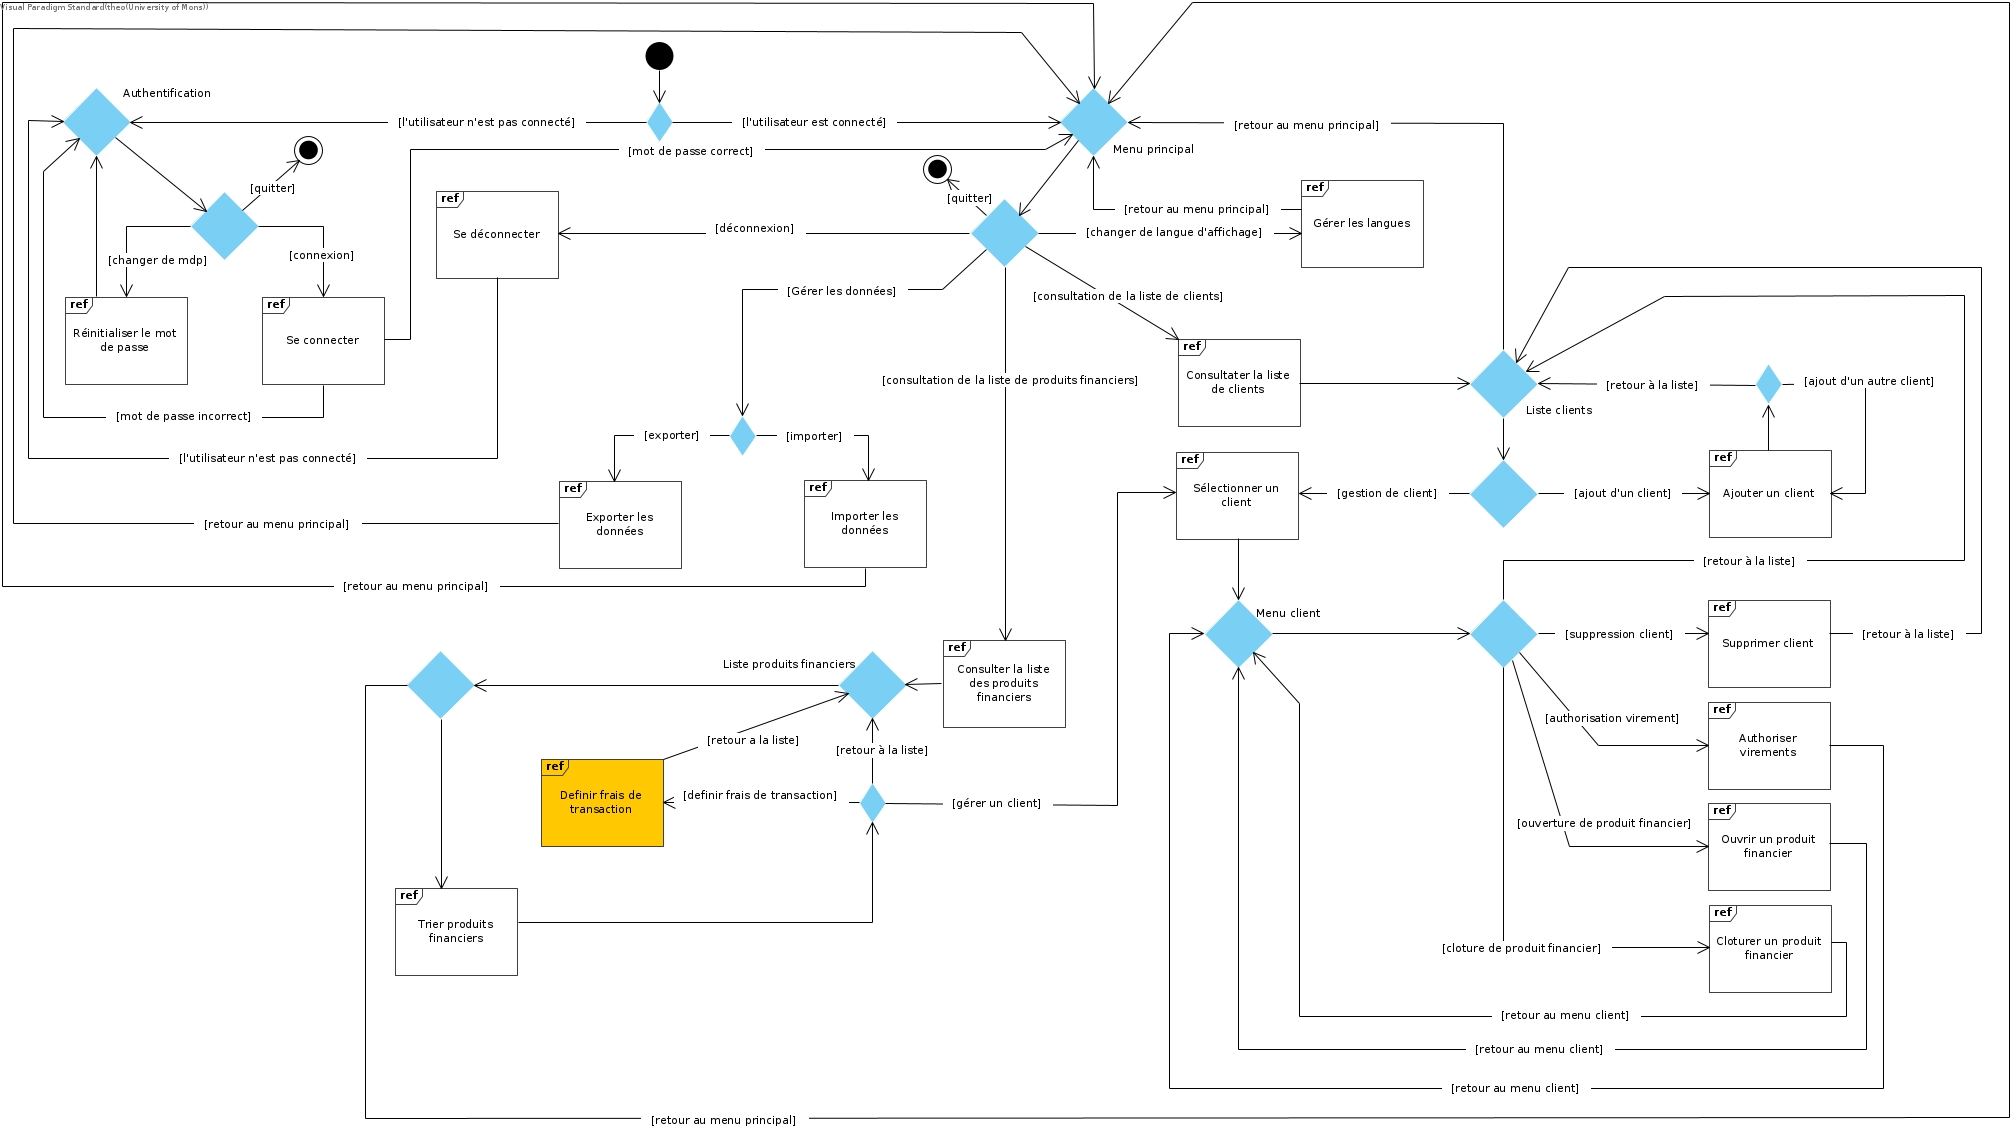 Visual Paradigm Standard(theo(University of Mons))
Authentification
[l'utilisateur n'est pas connecté]
[l'utilisateur est connecté]
[retour au menu principal]
[mot de passe correct]
Menu principal
[quitter]
[quitter]
ref
Se déconnecter
[déconnexion]
[retour au menu principal]
[changer de langue d'affichage]
ref
Gérer les langues
[changer de mdp]
[connexion]
ref
Réinitialiser le mot
de passe
ref
Se connecter
[Gérer les données]
[consultation de la liste de clients]
ref
Consultater la liste
de clients
[consultation de la liste de produits financiers]
[retour à la liste]
[ajout d'un autre client]
Liste clients
[mot de passe incorrect]
[exporter]
[importer]
[l'utilisateur n'est pas connecté]
ref
Exporter les
données
ref
Importer les
données
ref
Sélectionner un
client
[gestion de client]
[ajout d'un client]
ref
Ajouter un client
[retour au menu principal]
[retour au menu principal]
[retour à la liste]
Menu client
[suppression client]
ref
Supprimer client
[retour à la liste]
Liste produits financiers
ref
Consulter la liste
des produits
financiers
[retour a la liste]
[retour à la liste]
[authorisation virement]
ref
Authoriser
virements
ref
Definir frais de
transaction
[definir frais de transaction]
[gérer un client]
[ouverture de produit financier]
ref
Ouvrir un produit
financier
ref
Trier produits
financiers
[cloture de produit financier]
ref
Cloturer un produit
financier
[retour au menu client]
[retour au menu client]
[retour au menu client]
[retour au menu principal]